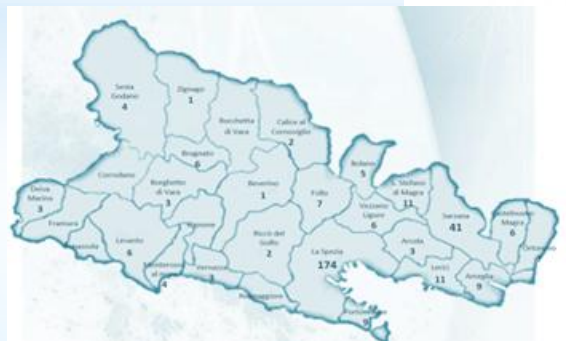 Sesta
Godano
4
Zignago
1
Rocchetta
di Vara
Calice al
Cornoviglio
2
Brugnato
6
Bolano
5
S. Stefano
di Magra
11
Deiva
Marina
3
Carrodano
Borghetto
di Vara
3
Beverino
1
Follo
7
Vezzano
Ligure
6
Sarzana
41
Magra
6
Framura
Levanto
6
Riccò del
Golfo
2
La Spezia
174
Arcola
3
Lerici
11
Ameglia
9
4
Vernazza
Riomaggiore